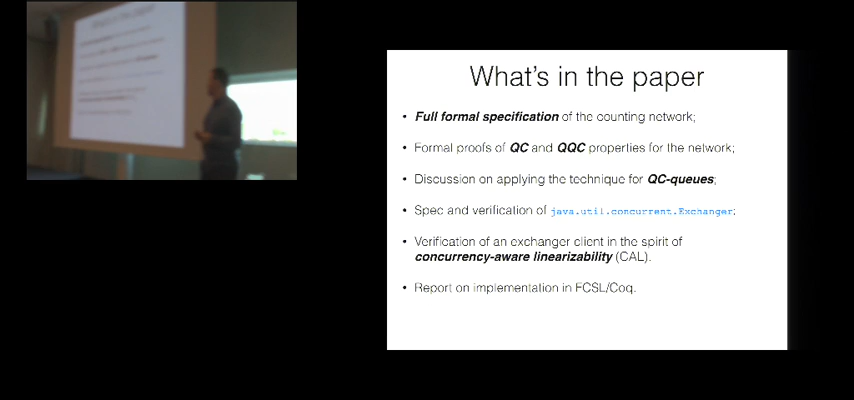 What's in the paper
• Full formal specification of the counting network;
• Formal proofs of QC and QQC properties for the network;
• Discussion on applying the technique for QC-queues;
• Spec and verification of java.util.concurrent.Exchanger;
• Verification of an exchanger client in the spirit of
concurrency-aware linearizability (CAL).
• Report on implementation in FCSL/Coq.